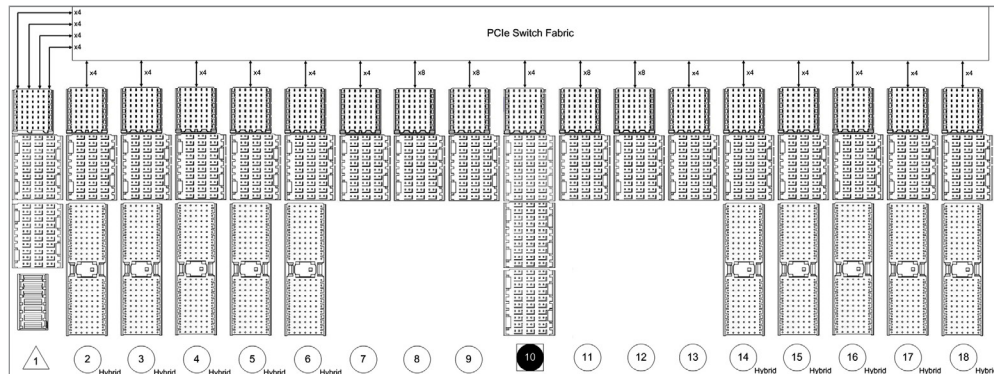 x4
x4
x4
x4
PCIe Switch Fabric
x4 x4 x4 x4 x4 x4 x8 x8 x4 x8 x8 x4 x4 x4 x4 x4 x4
1 2 Hybrid 3 Hybrid 4 Hybrid 5 Hybrid 6 Hybrid 7 8 9 10 11 12 13 14 Hybrid 15 Hybrid 16 Hybrid 17 Hybrid 18 Hybrid